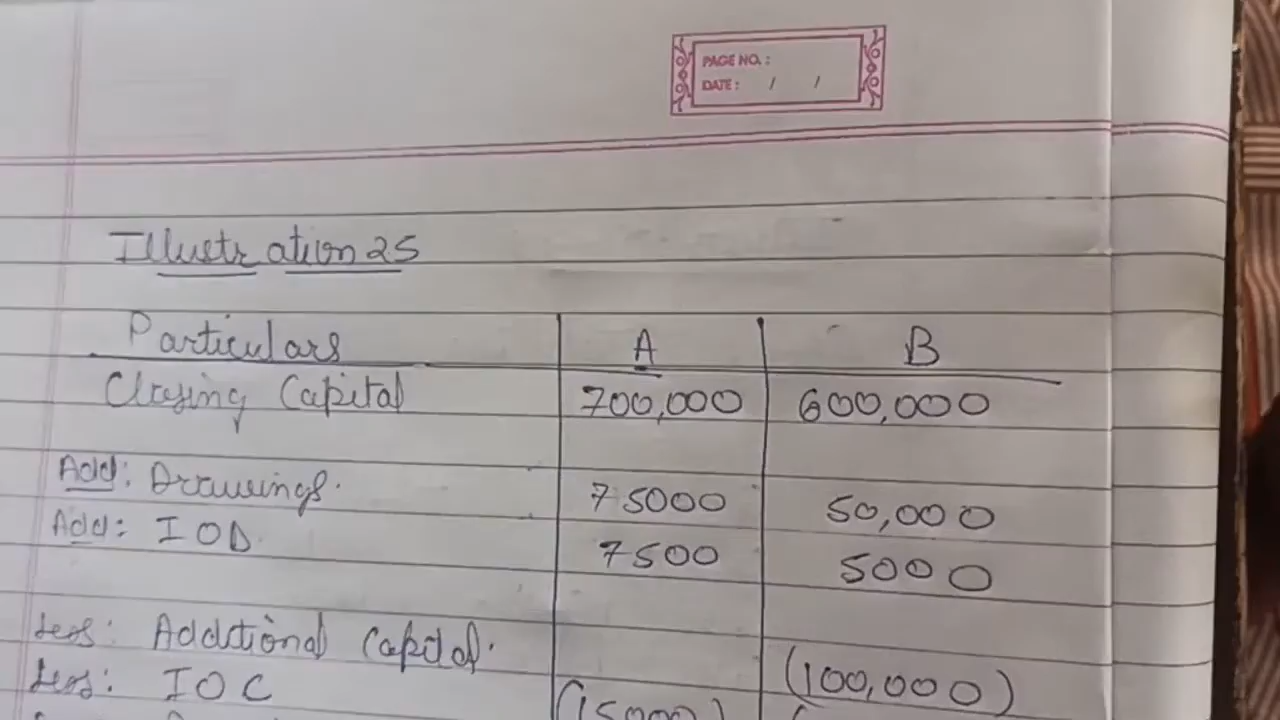 PAGE NO. :
DATE : / /
Illustration 25
Particulars A B
Closing Capital 700,000 600,000
Add: Drawings. 75000 50,000
Add: IOD 7500 5000
Less: Additional Capital. (100,000)
Less: IOC (15000)